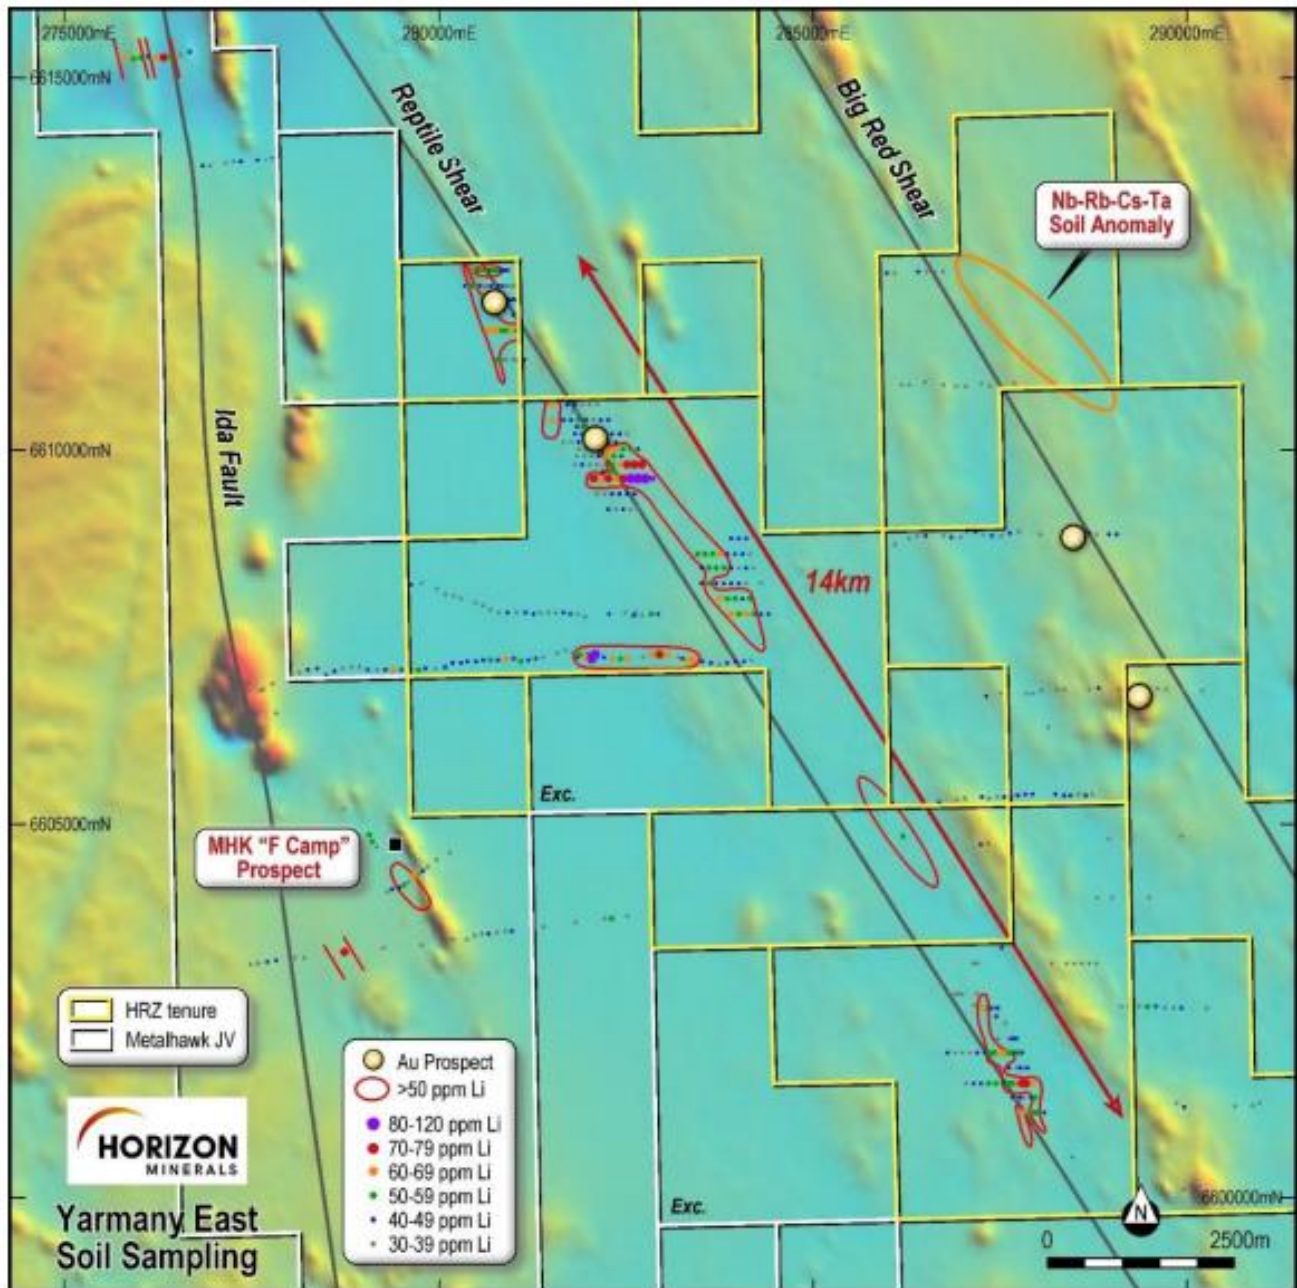 275000mE
280000mE
285000mE
290000mE
6615000mN
Reptile Shear
Big Red Shear
Nb-Rb-Cs-Ta
Soil Anomaly
Ida Fault
6610000mN
14km
Exc.
6605000mN
MHK "F Camp"
Prospect
HRZ tenure
Metalhawk JV
HORIZON
MINERALS
Yarmany East
Soil Sampling
Au Prospect
>50 ppm Li
80-120 ppm Li
70-79 ppm Li
60-69 ppm Li
50-59 ppm Li
40-49 ppm Li
30-39 ppm Li
Exc.
6600000mN
N
0
2500m